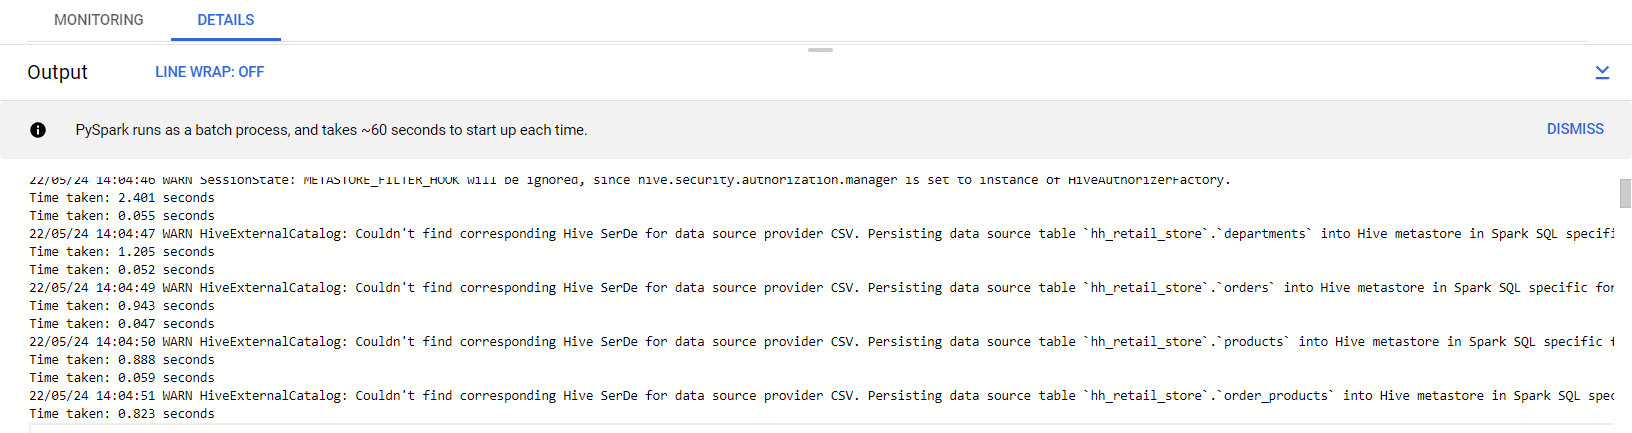 MONITORING DETAILS
Output LINE WRAP: OFF
PySpark runs as a batch process, and takes ~60 seconds to start up each time. DISMISS
22/05/24 14:04:46 WARN SessionState: METASTORE_FILTER_HOOK will be ignored, since hive.security.authorization.manager is set to instance of HiveAuthorizerFactory.
Time taken: 2.401 seconds
Time taken: 0.055 seconds
22/05/24 14:04:47 WARN HiveExternalCatalog: Couldn't find corresponding Hive SerDe for data source provider CSV. Persisting data source table `hh_retail_store`.`departments` into Hive metastore in Spark SQL specifi
Time taken: 1.205 seconds
Time taken: 0.052 seconds
22/05/24 14:04:49 WARN HiveExternalCatalog: Couldn't find corresponding Hive SerDe for data source provider CSV. Persisting data source table `hh_retail_store`.`orders` into Hive metastore in Spark SQL specific for
Time taken: 0.943 seconds
Time taken: 0.047 seconds
22/05/24 14:04:50 WARN HiveExternalCatalog: Couldn't find corresponding Hive SerDe for data source provider CSV. Persisting data source table `hh_retail_store`.`products` into Hive metastore in Spark SQL specific f
Time taken: 0.888 seconds
Time taken: 0.059 seconds
22/05/24 14:04:51 WARN HiveExternalCatalog: Couldn't find corresponding Hive SerDe for data source provider CSV. Persisting data source table `hh_retail_store`.`order_products` into Hive metastore in Spark SQL spec
Time taken: 0.823 seconds